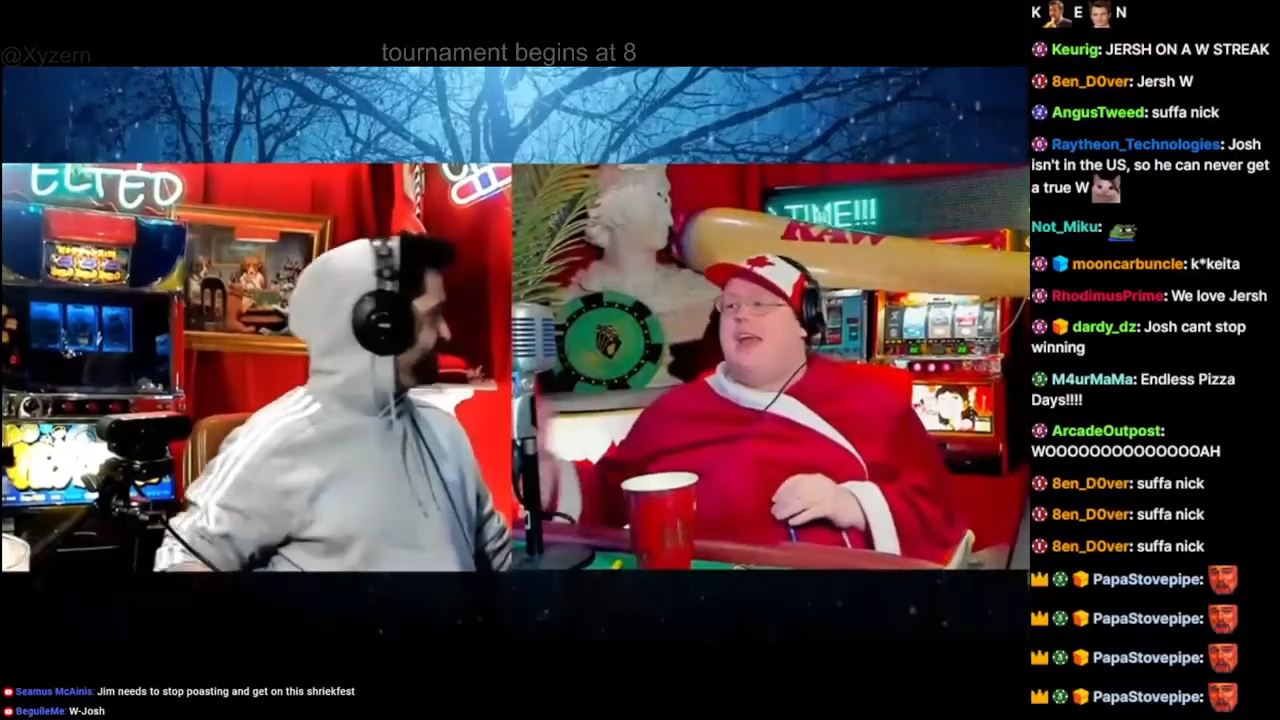 @Xyzern
tournament begins at 8
ELTED
TIME!!!
RAW
K E N
Keurig: JERSH ON A W STREAK
8en_D0ver: Jersh W
AngusTweed: suffa nick
Raytheon_Technologies: Josh
isn't in the US, so he can never get
a true W
Not_Miku:
mooncarbuncle: k*keita
RhodimusPrime: We love Jersh
dardy_dz: Josh cant stop
winning
M4urMaMa: Endless Pizza
Days!!!!
ArcadeOutpost:
WOOOOOOOOOOOOOOAH
8en_D0ver: suffa nick
8en_D0ver: suffa nick
8en_D0ver: suffa nick
PapaStovepipe:
PapaStovepipe:
PapaStovepipe:
PapaStovepipe:
Seamus McAinis: Jim needs to stop poasting and get on this shriekfest
BeguileMe: W-Josh